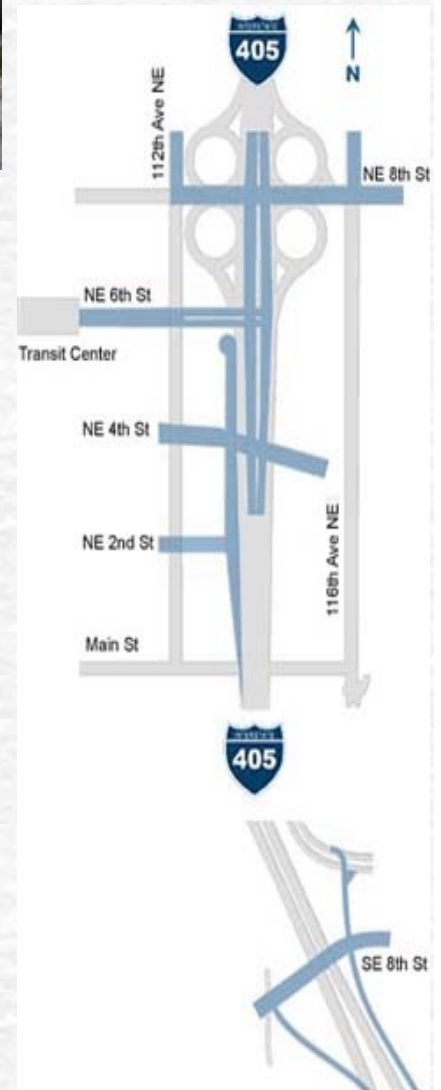 405
N
112th Ave NE
NE 8th St
NE 6th St
Transit Center
NE 4th St
NE 2nd St
116th Ave NE
Main St
405
SE 8th St